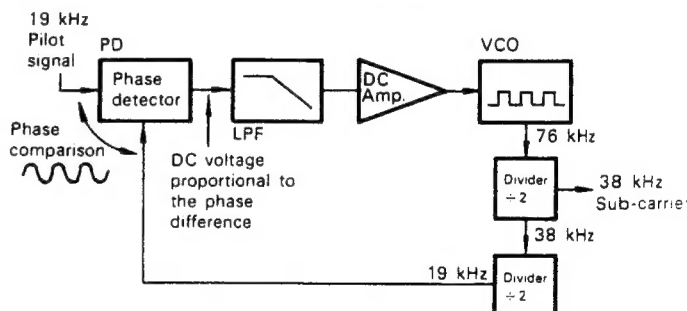 19 kHz
Pilot
signal
PD
Phase
detector
Phase
comparison
DC voltage
proportional to
the phase
difference
LPF
DC
Amp.
VCO
76 kHz
Divider
÷2
38 kHz
Sub-carrier
38 kHz
Divider
÷2
19 kHz